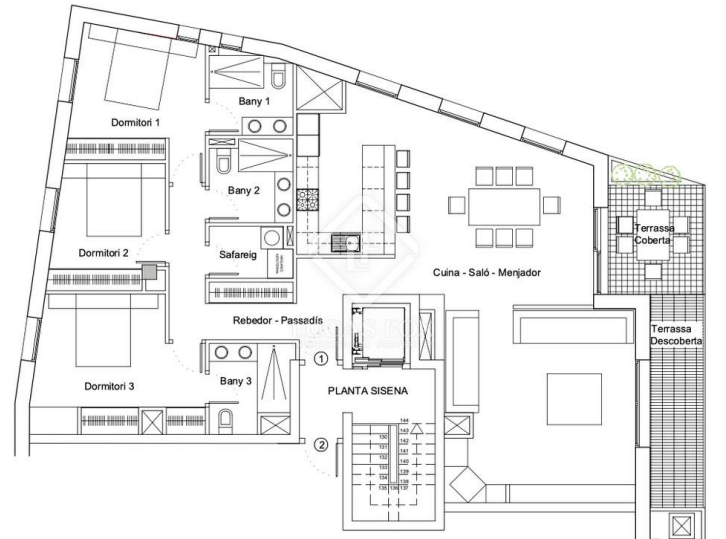 Dormitori 1
Bany 1
Bany 2
Dormitori 2
Safareig
Terrassa
Coberta
Cuina - Saló - Menjador
Rebedor - Passadís
Terrassa
Descoberta
1
Dormitori 3
Bany 3
PLANTA SISENA
2
144
130
143
131
142
132
141
133
140
134
139
138
135
136
137